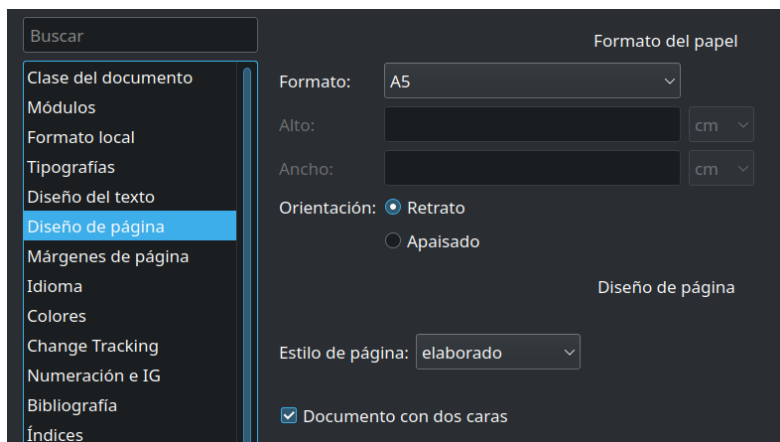 Buscar
Clase del documento
Módulos
Formato local
Tipografías
Diseño del texto
Diseño de página
Márgenes de página
Idioma
Colores
Change Tracking
Numeración e IG
Bibliografía
Índices
Formato del papel
Formato: A5
Alto: cm
Ancho: cm
Orientación: Retrato
Apaisado
Diseño de página
Estilo de página: elaborado
Documento con dos caras